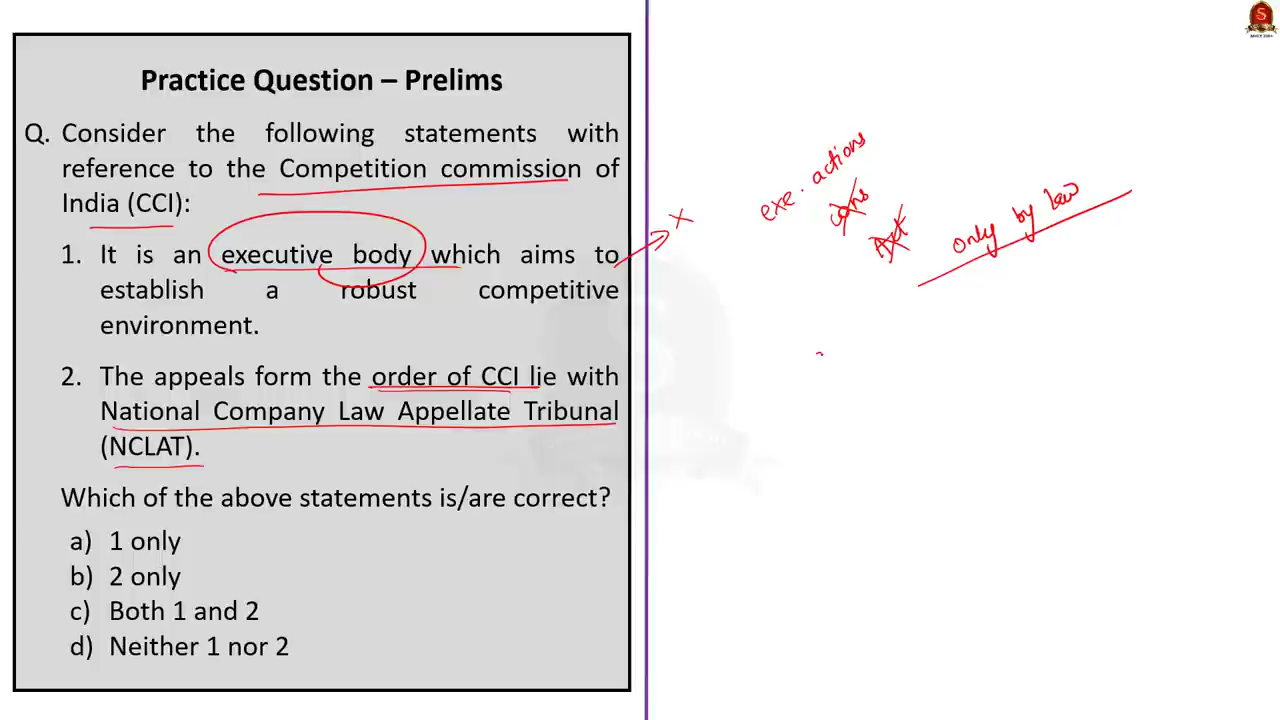 Practice Question – Prelims
Q. Consider the following statements with
reference to the Competition commission of
India (CCI):
1. It is an executive body which aims to
establish a robust competitive
environment.
2. The appeals form the order of CCI lie with
National Company Law Appellate Tribunal
(NCLAT).
Which of the above statements is/are correct?
a) 1 only
b) 2 only
c) Both 1 and 2
d) Neither 1 nor 2
X
exe. actions
cons
Act
only by law
S